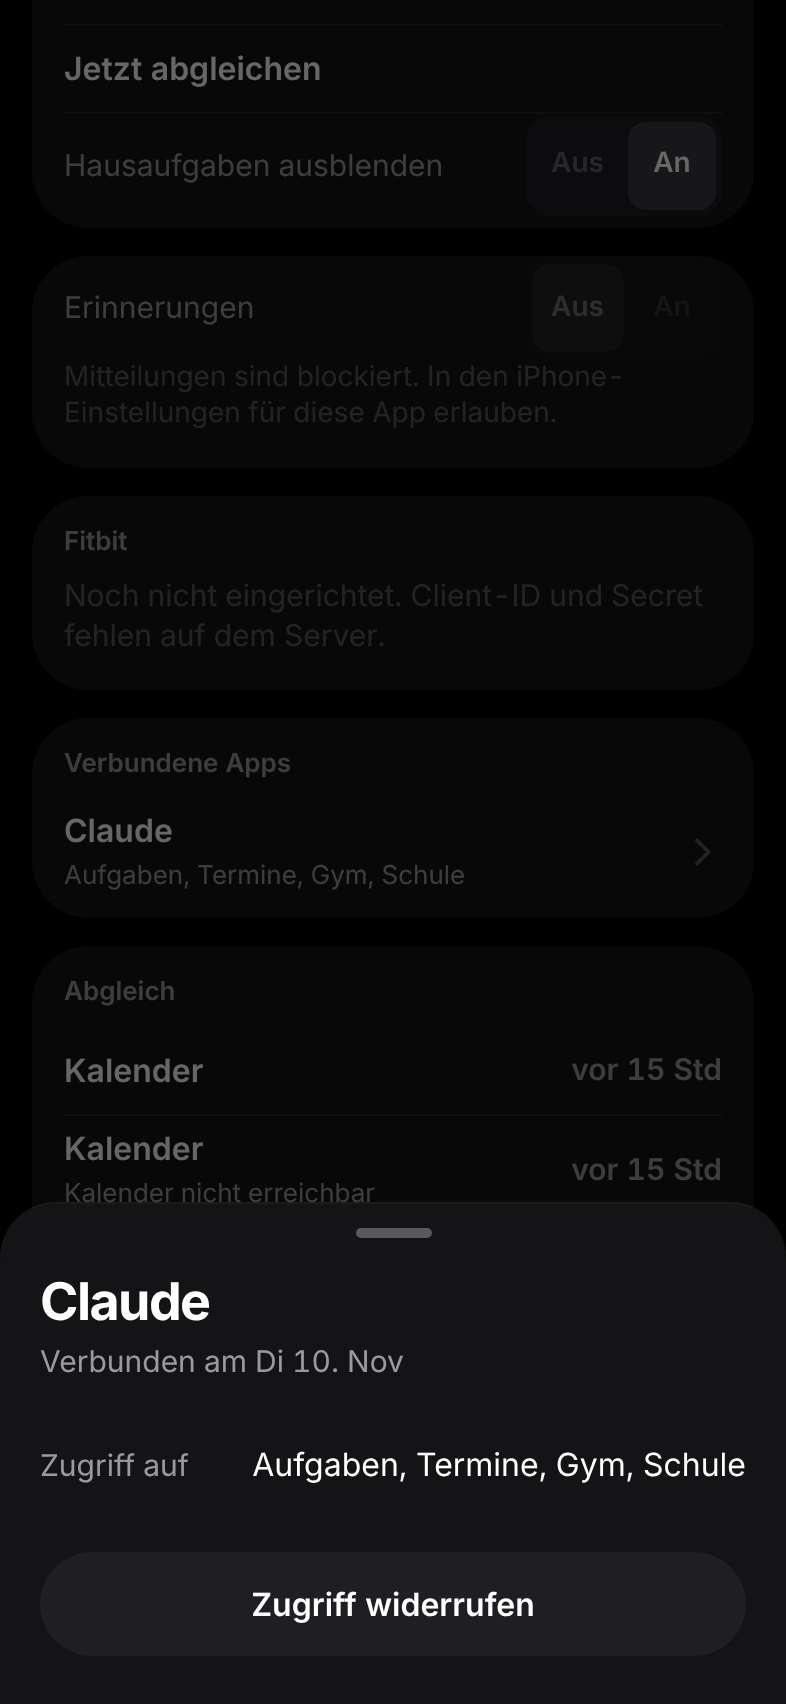 Jetzt abgleichen
Hausaufgaben ausblenden Aus An
Erinnerungen Aus An
Mitteilungen sind blockiert. In den iPhone-
Einstellungen für diese App erlauben.
Fitbit
Noch nicht eingerichtet. Client-ID und Secret
fehlen auf dem Server.
Verbundene Apps
Claude
Aufgaben, Termine, Gym, Schule
Abgleich
Kalender vor 15 Std
Kalender vor 15 Std
Kalender nicht erreichbar
Claude
Verbunden am Di 10. Nov
Zugriff auf Aufgaben, Termine, Gym, Schule
Zugriff widerrufen